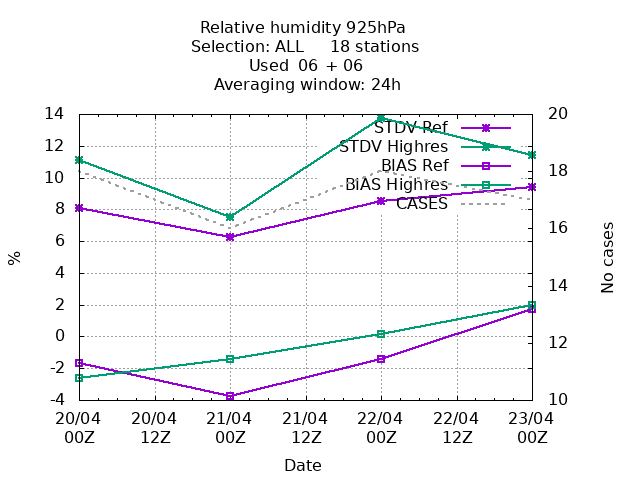 Relative humidity 925hPa
Selection: ALL 18 stations
Used 06 + 06
Averaging window: 24h
14
12
10
8
6
4
2
0
-2
-4
%
STDV Ref
STDV Highres
BIAS Ref
BIAS Highres
CASES
20
18
16
14
12
10
No cases
20/04 20/04 21/04 21/04 22/04 22/04 23/04
00Z 12Z 00Z 12Z 00Z 12Z 00Z
Date